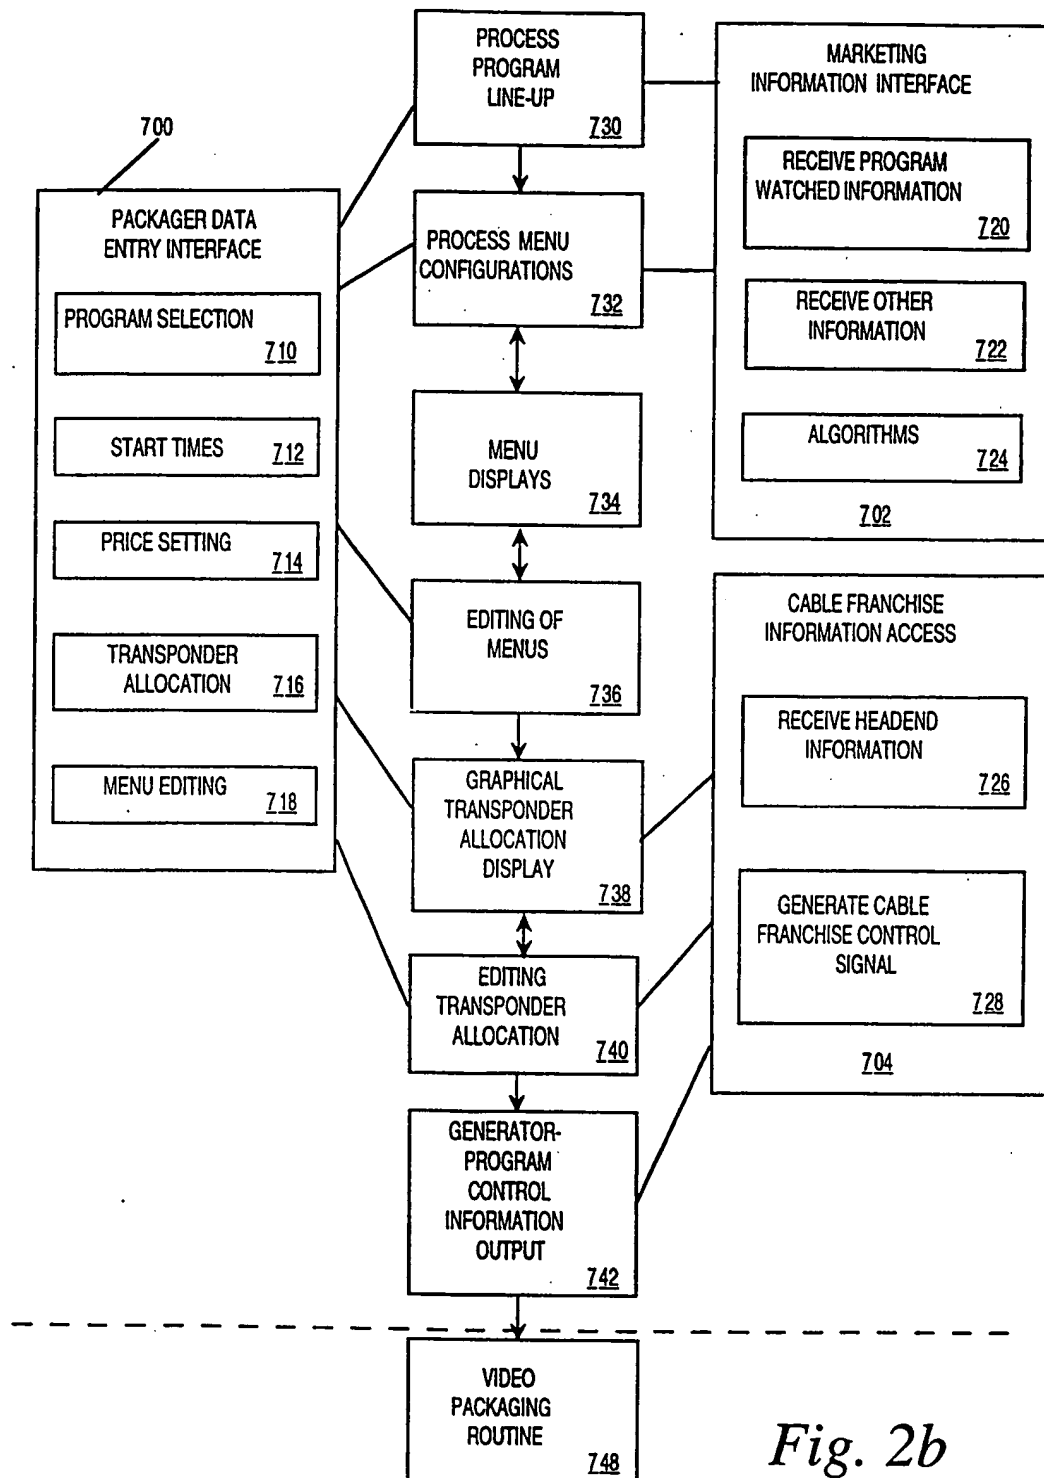 700
PACKAGER DATA
ENTRY INTERFACE
PROGRAM SELECTION
710
START TIMES
712
PRICE SETTING
714
TRANSPONDER
ALLOCATION
716
MENU EDITING
718
PROCESS
PROGRAM
LINE-UP
730
PROCESS MENU
CONFIGURATIONS
732
MENU
DISPLAYS
734
EDITING OF
MENUS
736
GRAPHICAL
TRANSPONDER
ALLOCATION
DISPLAY
738
EDITING
TRANSPONDER
ALLOCATION
740
GENERATOR-
PROGRAM
CONTROL
INFORMATION
OUTPUT
742
VIDEO
PACKAGING
ROUTINE
748
MARKETING
INFORMATION INTERFACE
RECEIVE PROGRAM
WATCHED INFORMATION
720
RECEIVE OTHER
INFORMATION
722
ALGORITHMS
724
702
CABLE FRANCHISE
INFORMATION ACCESS
RECEIVE HEADEND
INFORMATION
726
GENERATE CABLE
FRANCHISE CONTROL
SIGNAL
728
704
Fig. 2b